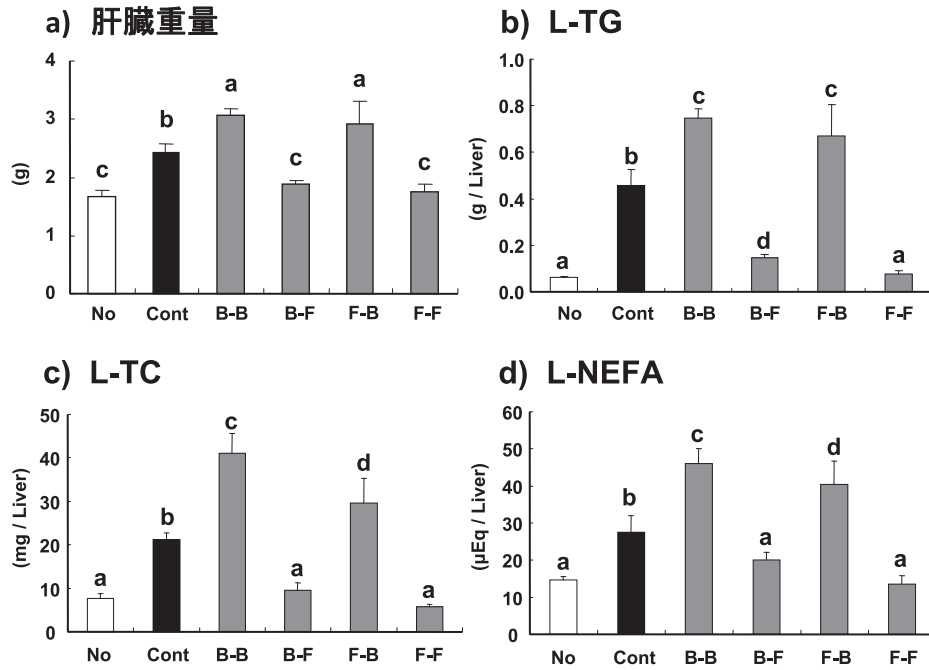 a) 肝臓重量
4
3
2
1
0
(g)
c
b
a
c
a
c
No Cont B-B B-F F-B F-F
b) L-TG
1.0
0.8
0.6
0.4
0.2
0.0
(g / Liver)
a
b
c
d
c
a
No Cont B-B B-F F-B F-F
c) L-TC
50
40
30
20
10
0
(mg / Liver)
a
b
c
a
d
a
No Cont B-B B-F F-B F-F
d) L-NEFA
60
50
40
30
20
10
0
(μEq / Liver)
a
b
c
a
d
a
No Cont B-B B-F F-B F-F